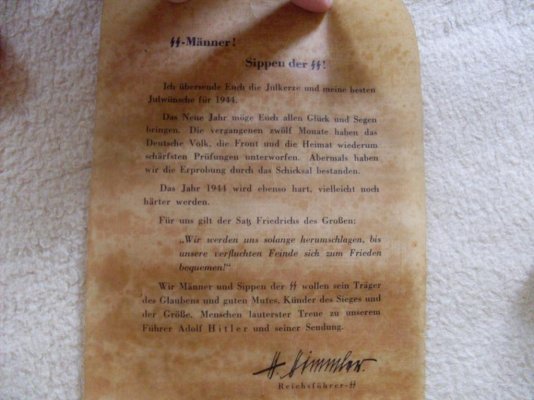 ᛋᛋ-Männer!
Sippen der ᛋᛋ!
Ich übersende Euch die Julkerze und meine besten
Julwünsche für 1944.
Das Neue Jahr möge Euch allen Glück und Segen
bringen. Die vergangenen zwölf Monate haben das
Deutsche Volk, die Front und die Heimat wiederum
schärfsten Prüfungen unterworfen. Abermals haben
wir die Erprobung durch das Schicksal bestanden.
Das Jahr 1944 wird ebenso hart, vielleicht noch
härter werden.
Für uns gilt der Satz Friedrichs des Großen:
„Wir werden uns solange herumschlagen, bis
unsere verfluchten Feinde sich zum Frieden
bequemen!“
Wir Männer und Sippen der ᛋᛋ wollen sein Träger
des Glaubens und guten Mutes, Künder des Sieges und
der Größe, Menschen lauterster Treue zu unserem
Führer Adolf Hitler und seiner Sendung.
H. Himmler.
Reichsführer-ᛋᛋ